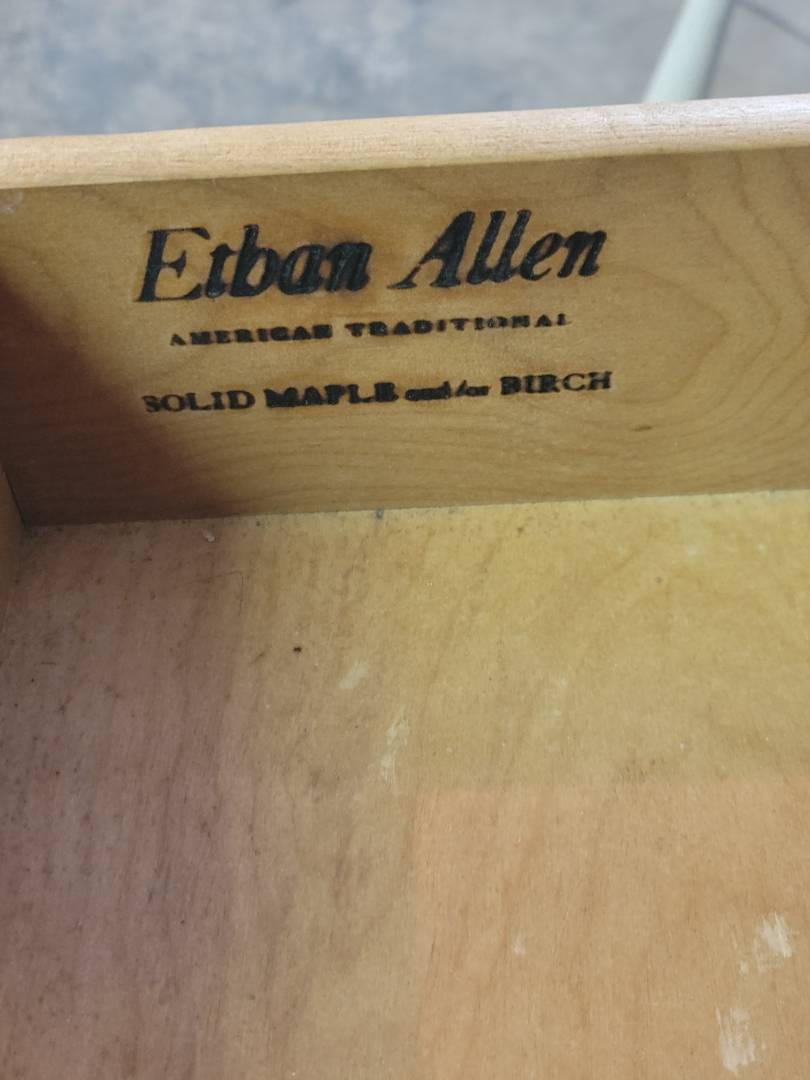 Ethan Allen
AMERICAN TRADITIONAL
SOLID MAPLE and/or BIRCH